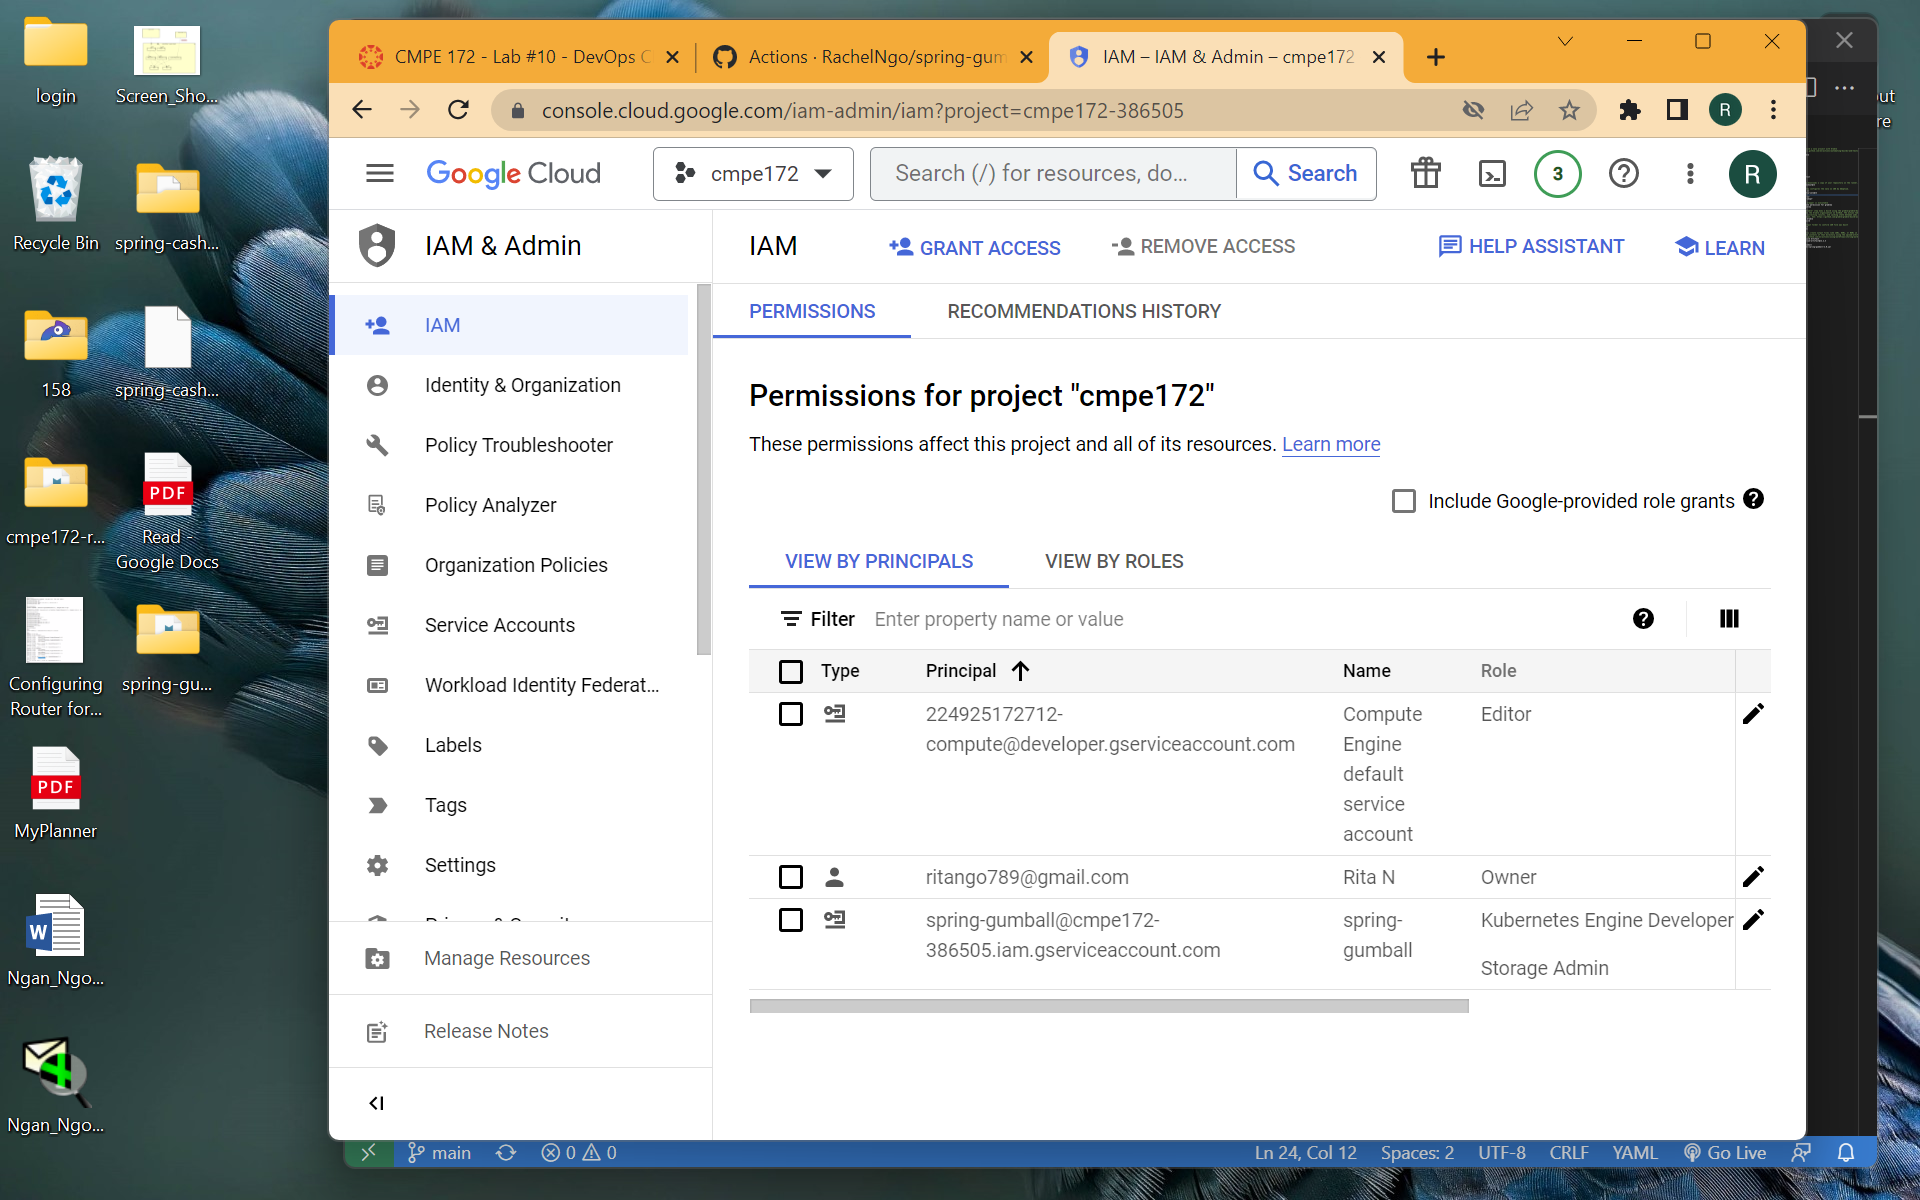 login
Screen_Sho...
Recycle Bin
spring-cash...
158
spring-cash...
cmpe172-r...
PDF
Read -
Google Docs
Configuring
Router for...
spring-gu...
PDF
MyPlanner
W
Ngan_Ngo...
Ngan_Ngo...
CMPE 172 - Lab #10 - DevOps C
Actions · RachelNgo/spring-gum
IAM – IAM & Admin – cmpe172
console.cloud.google.com/iam-admin/iam?project=cmpe172-386505
R
Google Cloud
cmpe172
Search (/) for resources, do...
Search
3
R
IAM & Admin
IAM
GRANT ACCESS
REMOVE ACCESS
HELP ASSISTANT
LEARN
IAM
Identity & Organization
Policy Troubleshooter
Policy Analyzer
Organization Policies
Service Accounts
Workload Identity Federat...
Labels
Tags
Settings
Manage Resources
Release Notes
PERMISSIONS
RECOMMENDATIONS HISTORY
Permissions for project "cmpe172"
These permissions affect this project and all of its resources. Learn more
Include Google-provided role grants
VIEW BY PRINCIPALS
VIEW BY ROLES
Filter
Enter property name or value
Type
Principal
Name
Role
224925172712-
compute@developer.gserviceaccount.com
Compute
Engine
default
service
account
Editor
ritango789@gmail.com
Rita N
Owner
spring-gumball@cmpe172-
386505.iam.gserviceaccount.com
spring-
gumball
Kubernetes Engine Developer
Storage Admin
main
0
0
Ln 24, Col 12
Spaces: 2
UTF-8
CRLF
YAML
Go Live